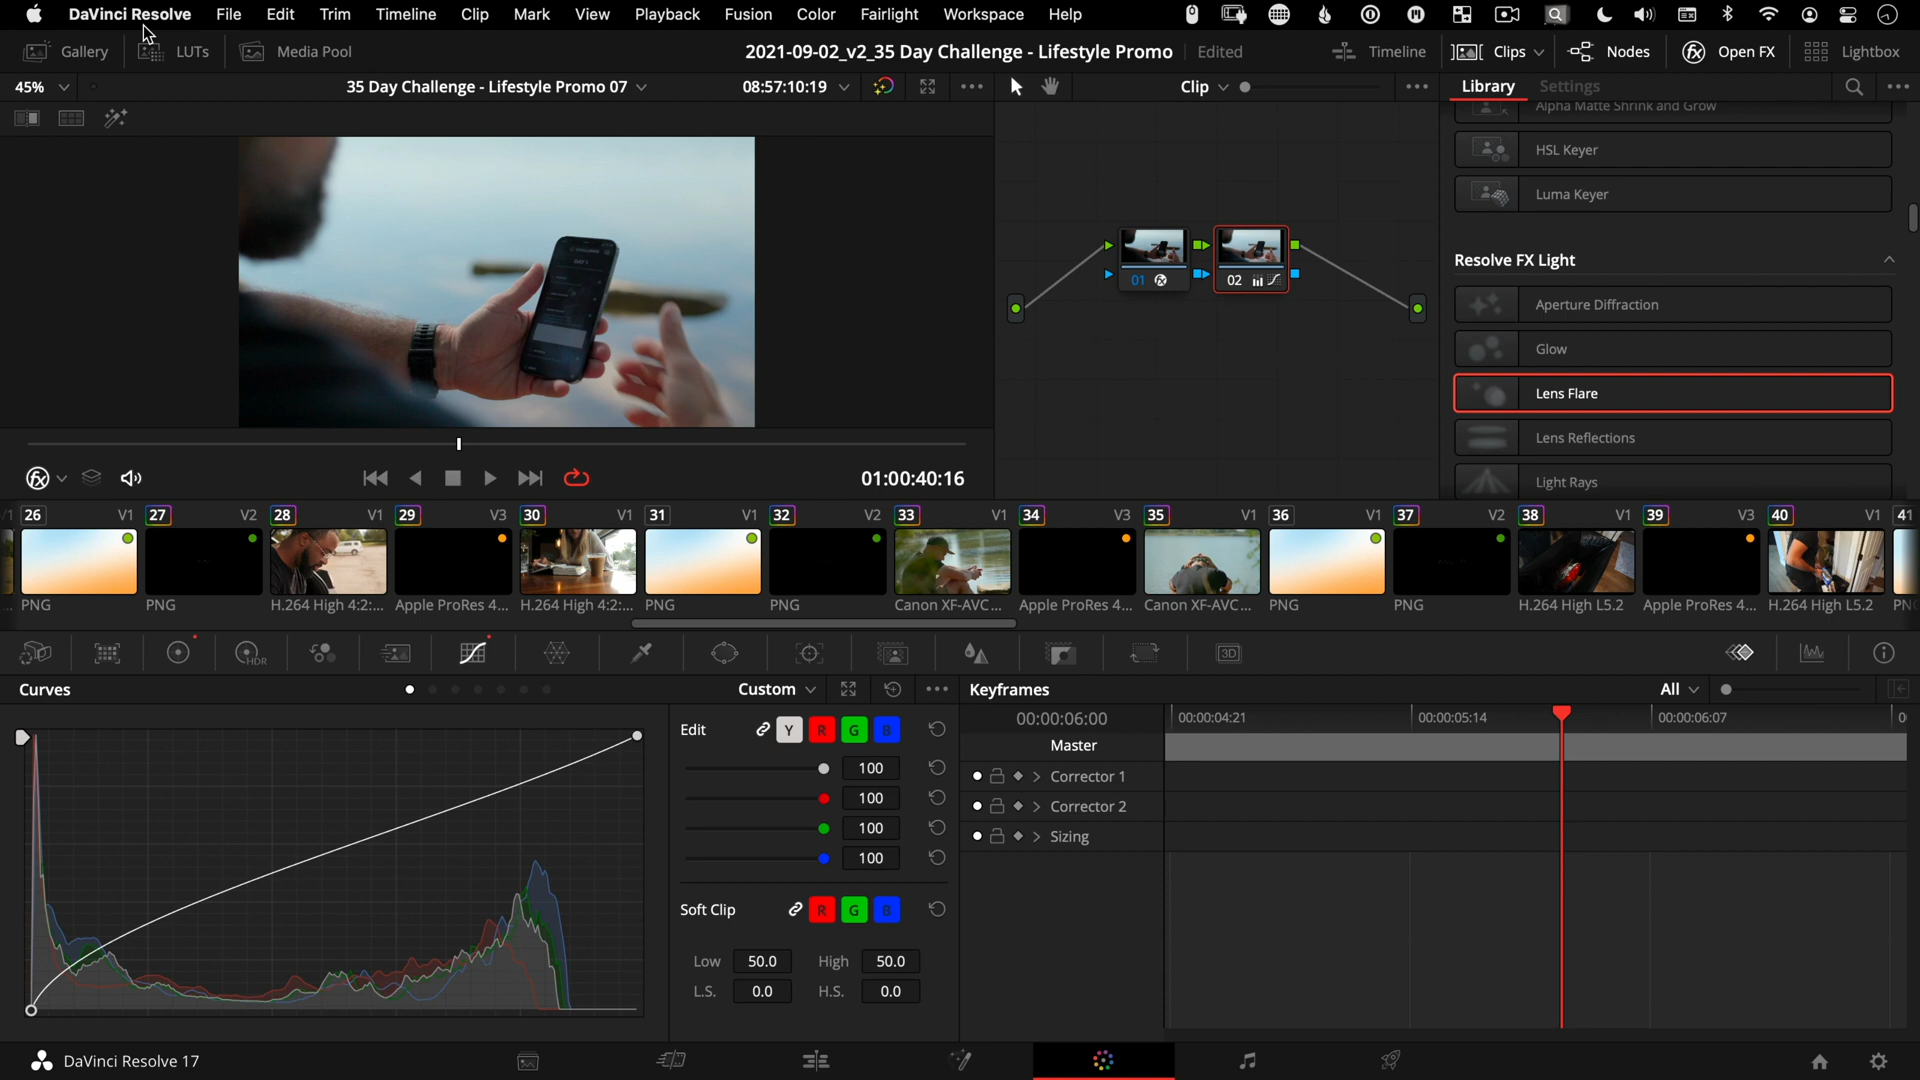 DaVinci Resolve File Edit Trim Timeline Clip Mark View Playback Fusion Color Fairlight Workspace Help
Gallery LUTs Media Pool 2021-09-02_v2_35 Day Challenge - Lifestyle Promo Edited Timeline Clips Nodes Open FX Lightbox
45% 35 Day Challenge - Lifestyle Promo 07 08:57:10:19 Clip Library Settings
Alpha Matte Shrink and Grow
HSL Keyer
Luma Keyer
Resolve FX Light
Aperture Diffraction
Glow
Lens Flare
Lens Reflections
Light Rays
01 02
01:00:40:16
26 V1 27 V2 28 V1 29 V3 30 V1 31 V1 32 V2 33 V1 34 V3 35 V1 36 V1 37 V2 38 V1 39 V3 40 V1 41
PNG PNG H.264 High 4:2:... Apple ProRes 4... H.264 High 4:2:... PNG PNG Canon XF-AVC... Apple ProRes 4... Canon XF-AVC... PNG PNG H.264 High L5.2 Apple ProRes 4... H.264 High L5.2 PN
HDR 3D
Curves Custom Keyframes All
Edit Y R G B
100
100
100
100
Soft Clip R G B
Low 50.0 High 50.0
L.S. 0.0 H.S. 0.0
00:00:06:00 00:00:04:21 00:00:05:14 00:00:06:07 0
Master
Corrector 1
Corrector 2
Sizing
DaVinci Resolve 17